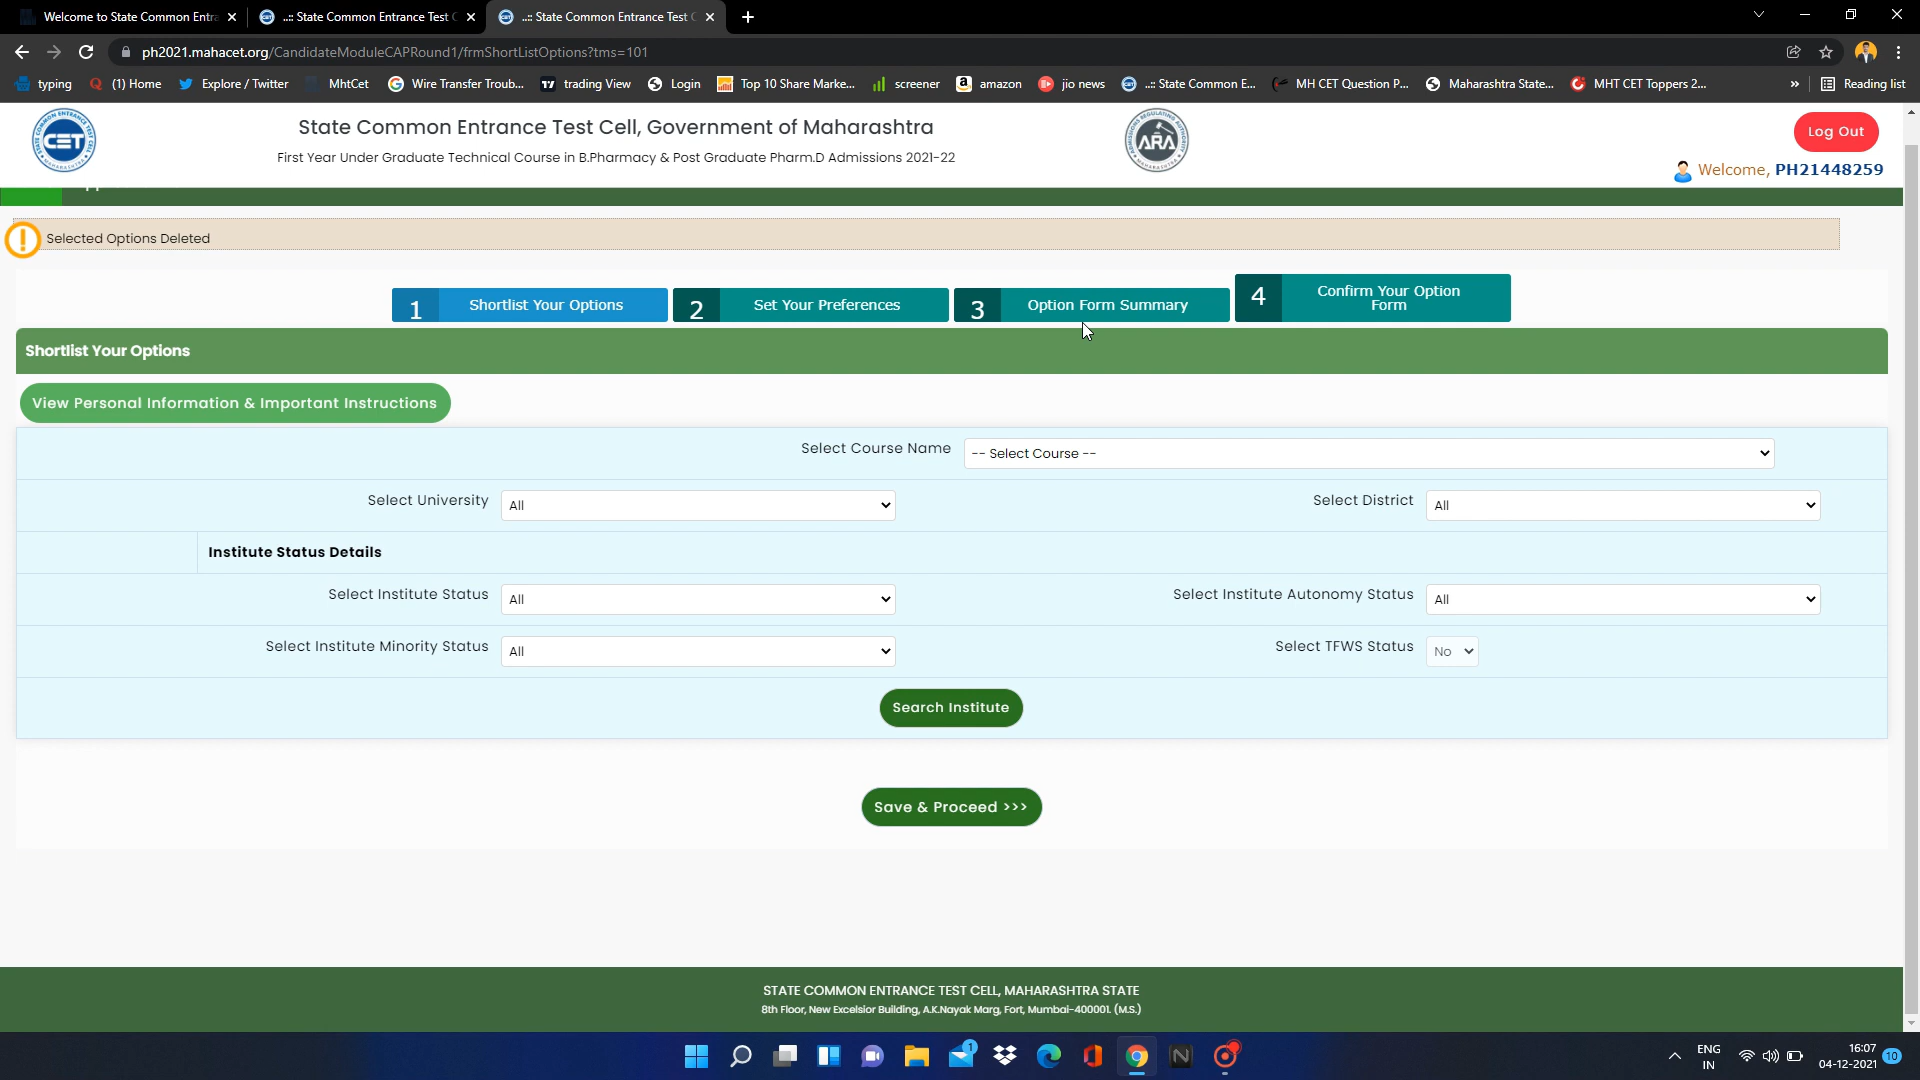 Welcome to State Common Entra
..:: State Common Entrance Test C
..:: State Common Entrance Test C
ph2021.mahacet.org/CandidateModuleCAPRound1/frmShortListOptions?tms=101
typing
(1) Home
Explore / Twitter
MhtCet
Wire Transfer Troub...
trading View
Login
Top 10 Share Marke...
screener
amazon
jio news
..:: State Common E...
MH CET Question P...
Maharashtra State...
MHT CET Toppers 2...
»
Reading list
CET
State Common Entrance Test Cell, Government of Maharashtra
First Year Under Graduate Technical Course in B.Pharmacy & Post Graduate Pharm.D Admissions 2021-22
ARA
Log Out
Welcome, PH21448259
Selected Options Deleted
1 Shortlist Your Options
2 Set Your Preferences
3 Option Form Summary
4 Confirm Your Option
Form
Shortlist Your Options
View Personal Information & Important Instructions
Select Course Name -- Select Course --
Select University All
Select District All
Institute Status Details
Select Institute Status All
Select Institute Autonomy Status All
Select Institute Minority Status All
Select TFWS Status No
Search Institute
Save & Proceed >>>
STATE COMMON ENTRANCE TEST CELL, MAHARASHTRA STATE
8th Floor, New Excelsior Building, A.K.Nayak Marg, Fort, Mumbai-400001. (M.S.)
1
ENG
IN
16:07
04-12-2021
10